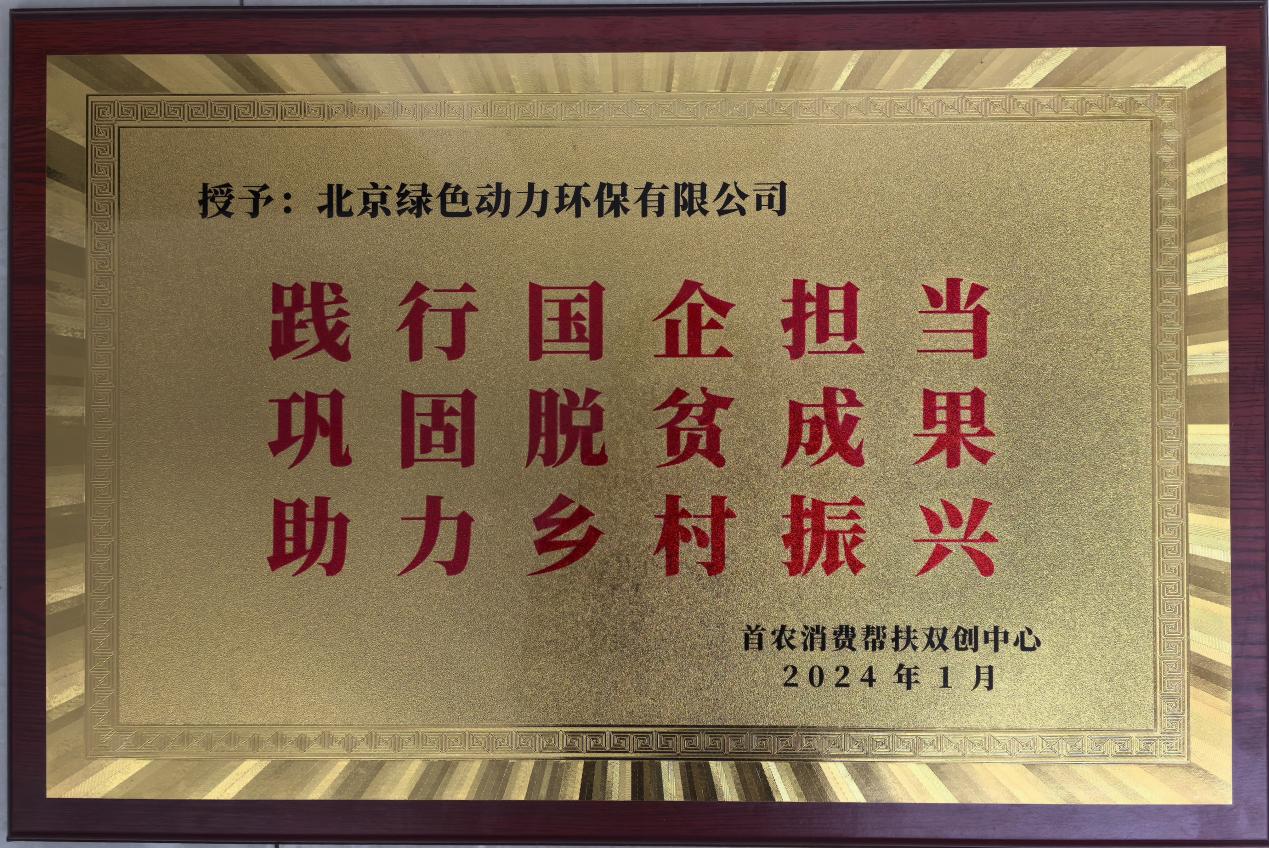 授予：北京绿色动力环保有限公司
践行国企担当
巩固脱贫成果
助力乡村振兴
首农消费帮扶双创中心
2024年1月